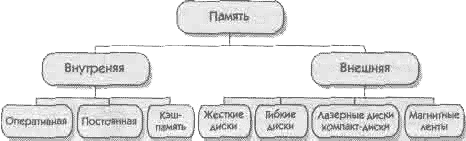 Память
Внутреняя
Внешняя
Оперативная
Постоянная
Кэш-
память
Жесткие
диски
Гибкие
диски
Лазерные диски
компакт-диски
Магнитные
ленты